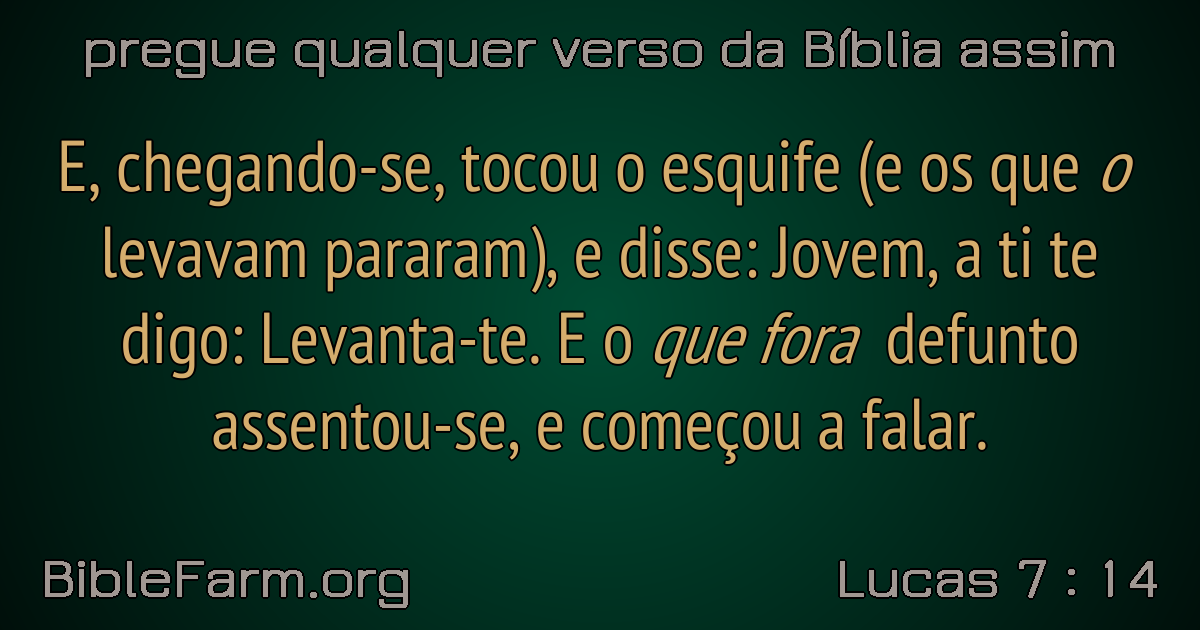 pregue qualquer verso da Bíblia assim
E, chegando-se, tocou o esquife (e os que o
levavam pararam), e disse: Jovem, a ti te
digo: Levanta-te. E o que fora defunto
assentou-se, e começou a falar.
BibleFarm.org
Lucas 7 : 14